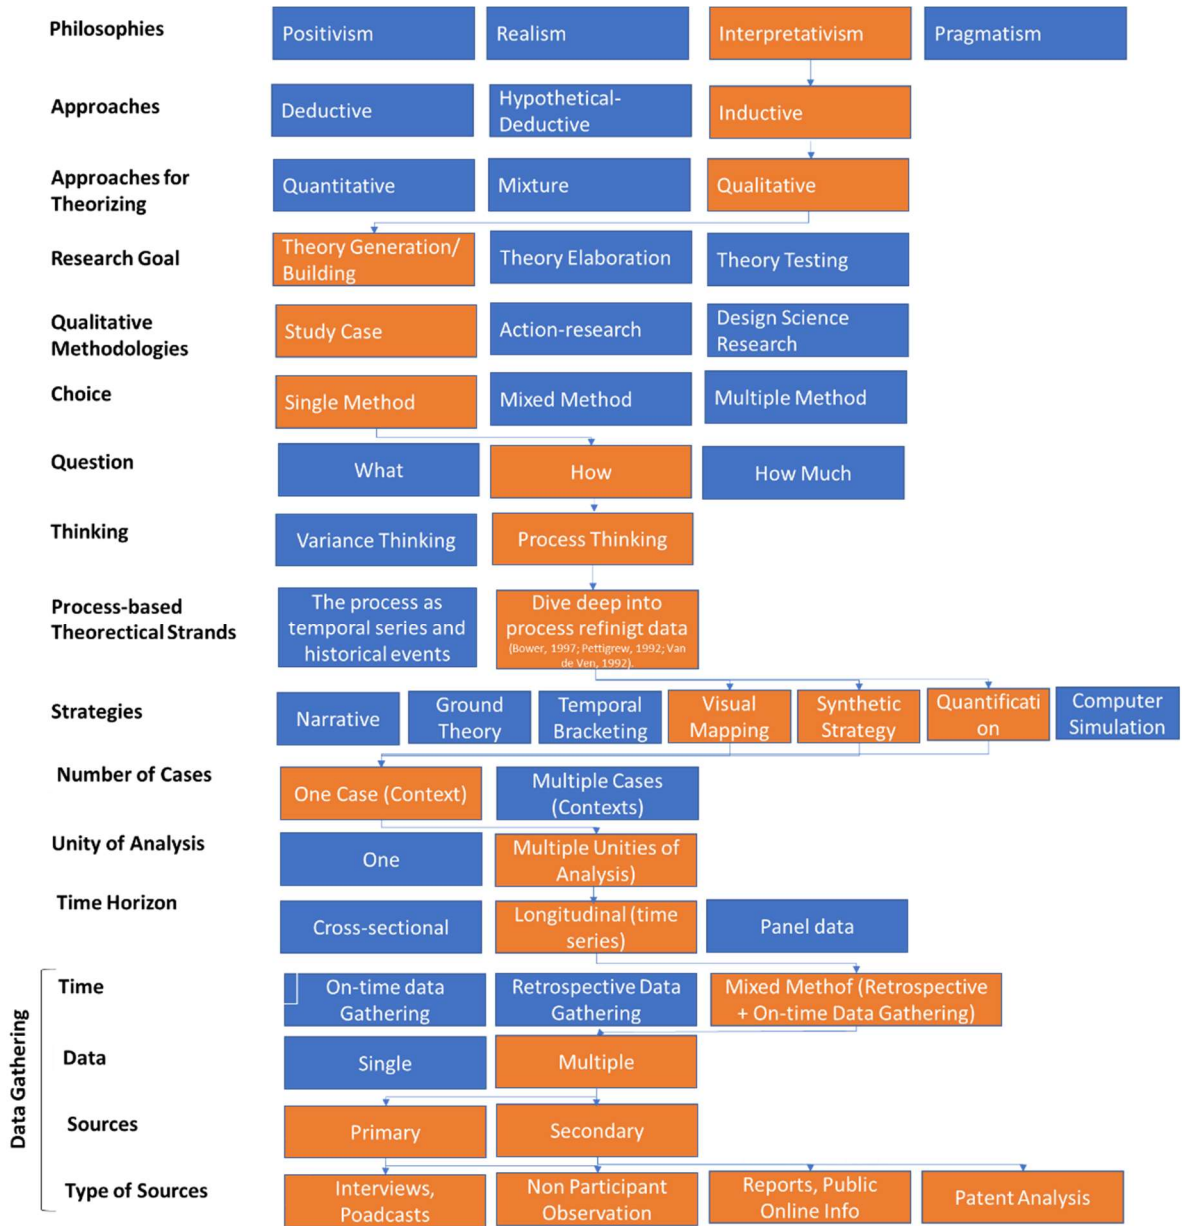 Philosophies
Positivism
Realism
Interpretativism
Pragmatism
Approaches
Deductive
Hypothetical-
Deductive
Inductive
Approaches for
Theorizing
Quantitative
Mixture
Qualitative
Research Goal
Theory Generation/
Building
Theory Elaboration
Theory Testing
Qualitative
Methodologies
Study Case
Action-research
Design Science
Research
Choice
Single Method
Mixed Method
Multiple Method
Question
What
How
How Much
Thinking
Variance Thinking
Process Thinking
Process-based
Theorectical Strands
The process as
temporal series and
historical events
Dive deep into
process refinigt data
(Bower, 1997; Pettigrew, 1992; Van
de Ven, 1992).
Strategies
Narrative
Ground
Theory
Temporal
Bracketing
Visual
Mapping
Synthetic
Strategy
Quantificati
on
Computer
Simulation
Number of Cases
One Case (Context)
Multiple Cases
(Contexts)
Unity of Analysis
One
Multiple Unities of
Analysis)
Time Horizon
Cross-sectional
Longitudinal (time
series)
Panel data
Data Gathering
Time
On-time data
Gathering
Retrospective Data
Gathering
Mixed Methof (Retrospective
+ On-time Data Gathering)
Data
Single
Multiple
Sources
Primary
Secondary
Type of Sources
Interviews,
Poadcasts
Non Participant
Observation
Reports, Public
Online Info
Patent Analysis